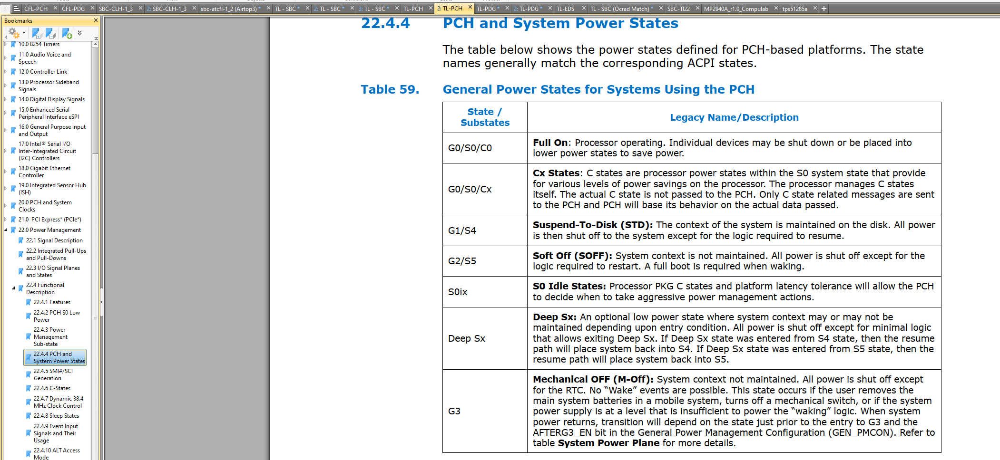 CFL-PCH
CFL-PDG
SBC-CLH-1_3
2: SBC-CLH-1_3
sbc-atcfl-1_2 (Airtop3) *
TL - SBC *
2: TL - SBC *
3: TL - SBC *
TL-PCH
2: TL-PCH
TL-PDG *
2: TL-PDG *
TL-EDS
TL - SBC (Ocrad Match) *
SBC-TI22
MP2940A_r1.0_Compulab
tps51285a
Bookmarks
10.0 8254 Timers
11.0 Audio Voice and
Speech
12.0 Controller Link
13.0 Processor Sideband
Signals
14.0 Digital Display Signals
15.0 Enhanced Serial
Peripheral Interface eSPI
16.0 General Purpose Input
and Output
17.0 Intel® Serial I/O
Inter-Integrated Circuit
(I2C) Controllers
18.0 Gigabit Ethernet
Controller
19.0 Integrated Sensor Hub
(ISH)
20.0 PCH and System
Clocks
21.0 PCI Express* (PCIe*)
22.0 Power Management
22.1 Signal Description
22.2 Integrated Pull-Ups
and Pull-Downs
22.3 I/O Signal Planes
and States
22.4 Functional
Description
22.4.1 Features
22.4.2 PCH S0 Low
Power
22.4.3 Power
Management
Sub-state
22.4.4 PCH and
System Power States
22.4.5 SMI#/SCI
Generation
22.4.6 C-States
22.4.7 Dynamic 38.4
MHz Clock Control
22.4.8 Sleep States
22.4.9 Event Input
Signals and Their
Usage
22.4.10 ALT Access
Mode
22.4.4 PCH and System Power States
The table below shows the power states defined for PCH-based platforms. The state
names generally match the corresponding ACPI states.
Table 59. General Power States for Systems Using the PCH
State /
Substates
Legacy Name/Description
G0/S0/C0
Full On: Processor operating. Individual devices may be shut down or be placed into
lower power states to save power.
G0/S0/Cx
Cx States: C states are processor power states within the S0 system state that provide
for various levels of power savings on the processor. The processor manages C states
itself. The actual C state is not passed to the PCH. Only C state related messages are sent
to the PCH and PCH will base its behavior on the actual data passed.
G1/S4
Suspend-To-Disk (STD): The context of the system is maintained on the disk. All power
is then shut off to the system except for the logic required to resume.
G2/S5
Soft Off (SOFF): System context is not maintained. All power is shut off except for the
logic required to restart. A full boot is required when waking.
S0ix
S0 Idle States: Processor PKG C states and platform latency tolerance will allow the PCH
to decide when to take aggressive power management actions.
Deep Sx
Deep Sx: An optional low power state where system context may or may not be
maintained depending upon entry condition. All power is shut off except for minimal logic
that allows exiting Deep Sx. If Deep Sx state was entered from S4 state, then the resume
path will place system back into S4. If Deep Sx state was entered from S5 state, then the
resume path will place system back into S5.
G3
Mechanical OFF (M-Off): System context not maintained. All power is shut off except
for the RTC. No “Wake” events are possible. This state occurs if the user removes the
main system batteries in a mobile system, turns off a mechanical switch, or if the system
power supply is at a level that is insufficient to power the “waking” logic. When system
power returns, transition will depend on the state just prior to the entry to G3 and the
AFTERG3_EN bit in the General Power Management Configuration (GEN_PMCON). Refer to
table System Power Plane for more details.